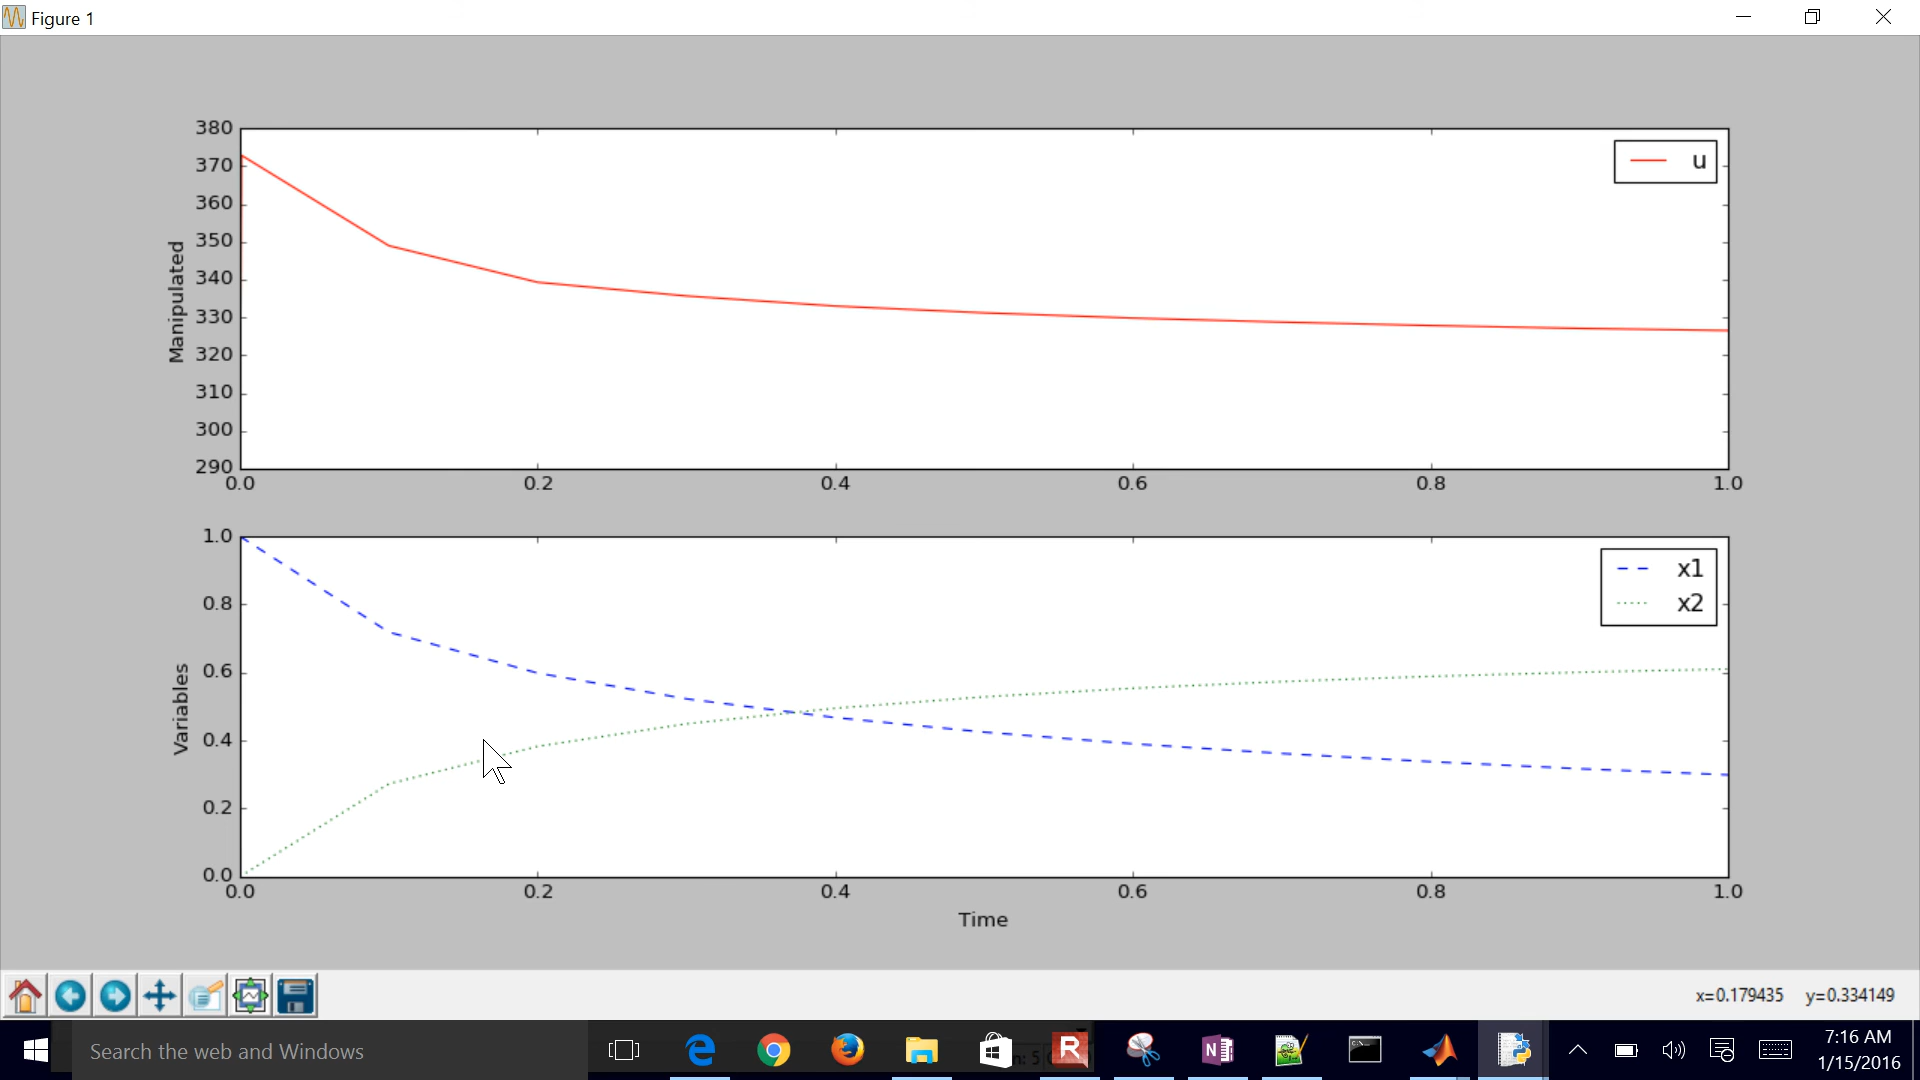 Figure 1
380
370
360
350
340
330
320
310
300
290
Manipulated
u
0.0 0.2 0.4 0.6 0.8 1.0
1.0
0.8
0.6
0.4
0.2
0.0
Variables
x1
x2
0.0 0.2 0.4 0.6 0.8 1.0
Time
x=0.179435 y=0.334149
Search the web and Windows
7:16 AM
1/15/2016